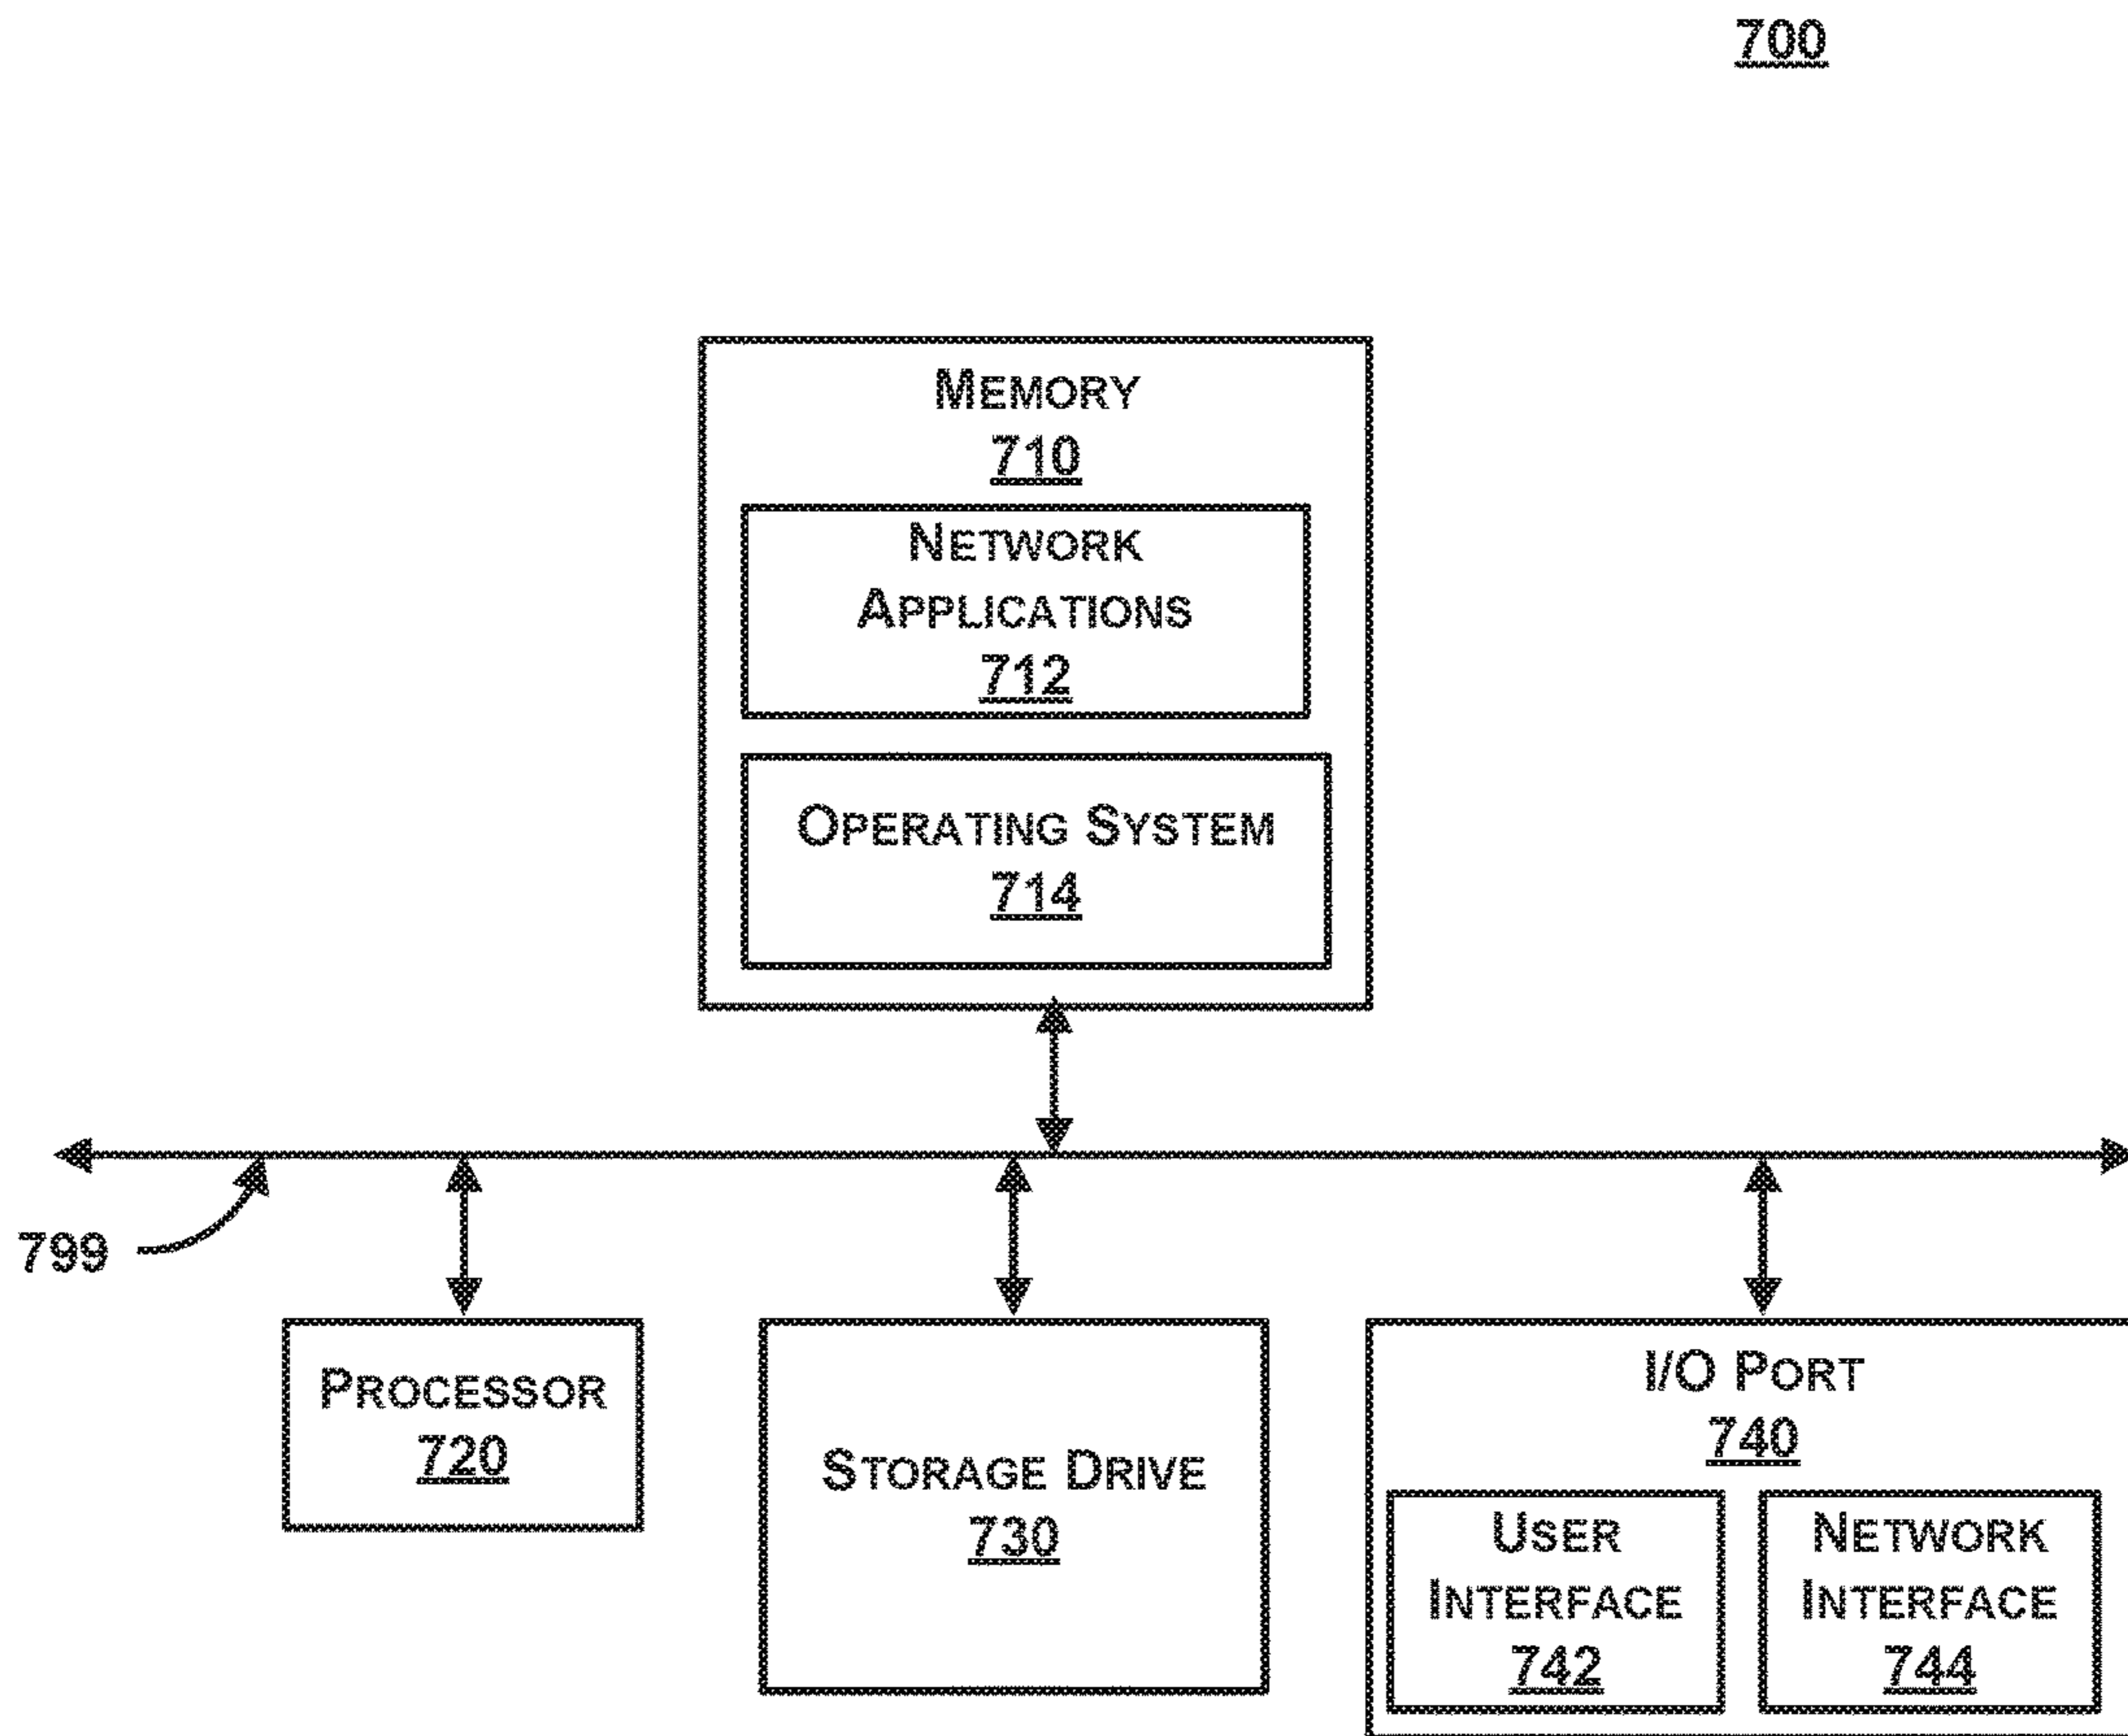 700
MEMORY
710
NETWORK
APPLICATIONS
712
OPERATING SYSTEM
714
799
PROCESSOR
720
STORAGE DRIVE
730
I/O PORT
740
USER
INTERFACE
742
NETWORK
INTERFACE
744